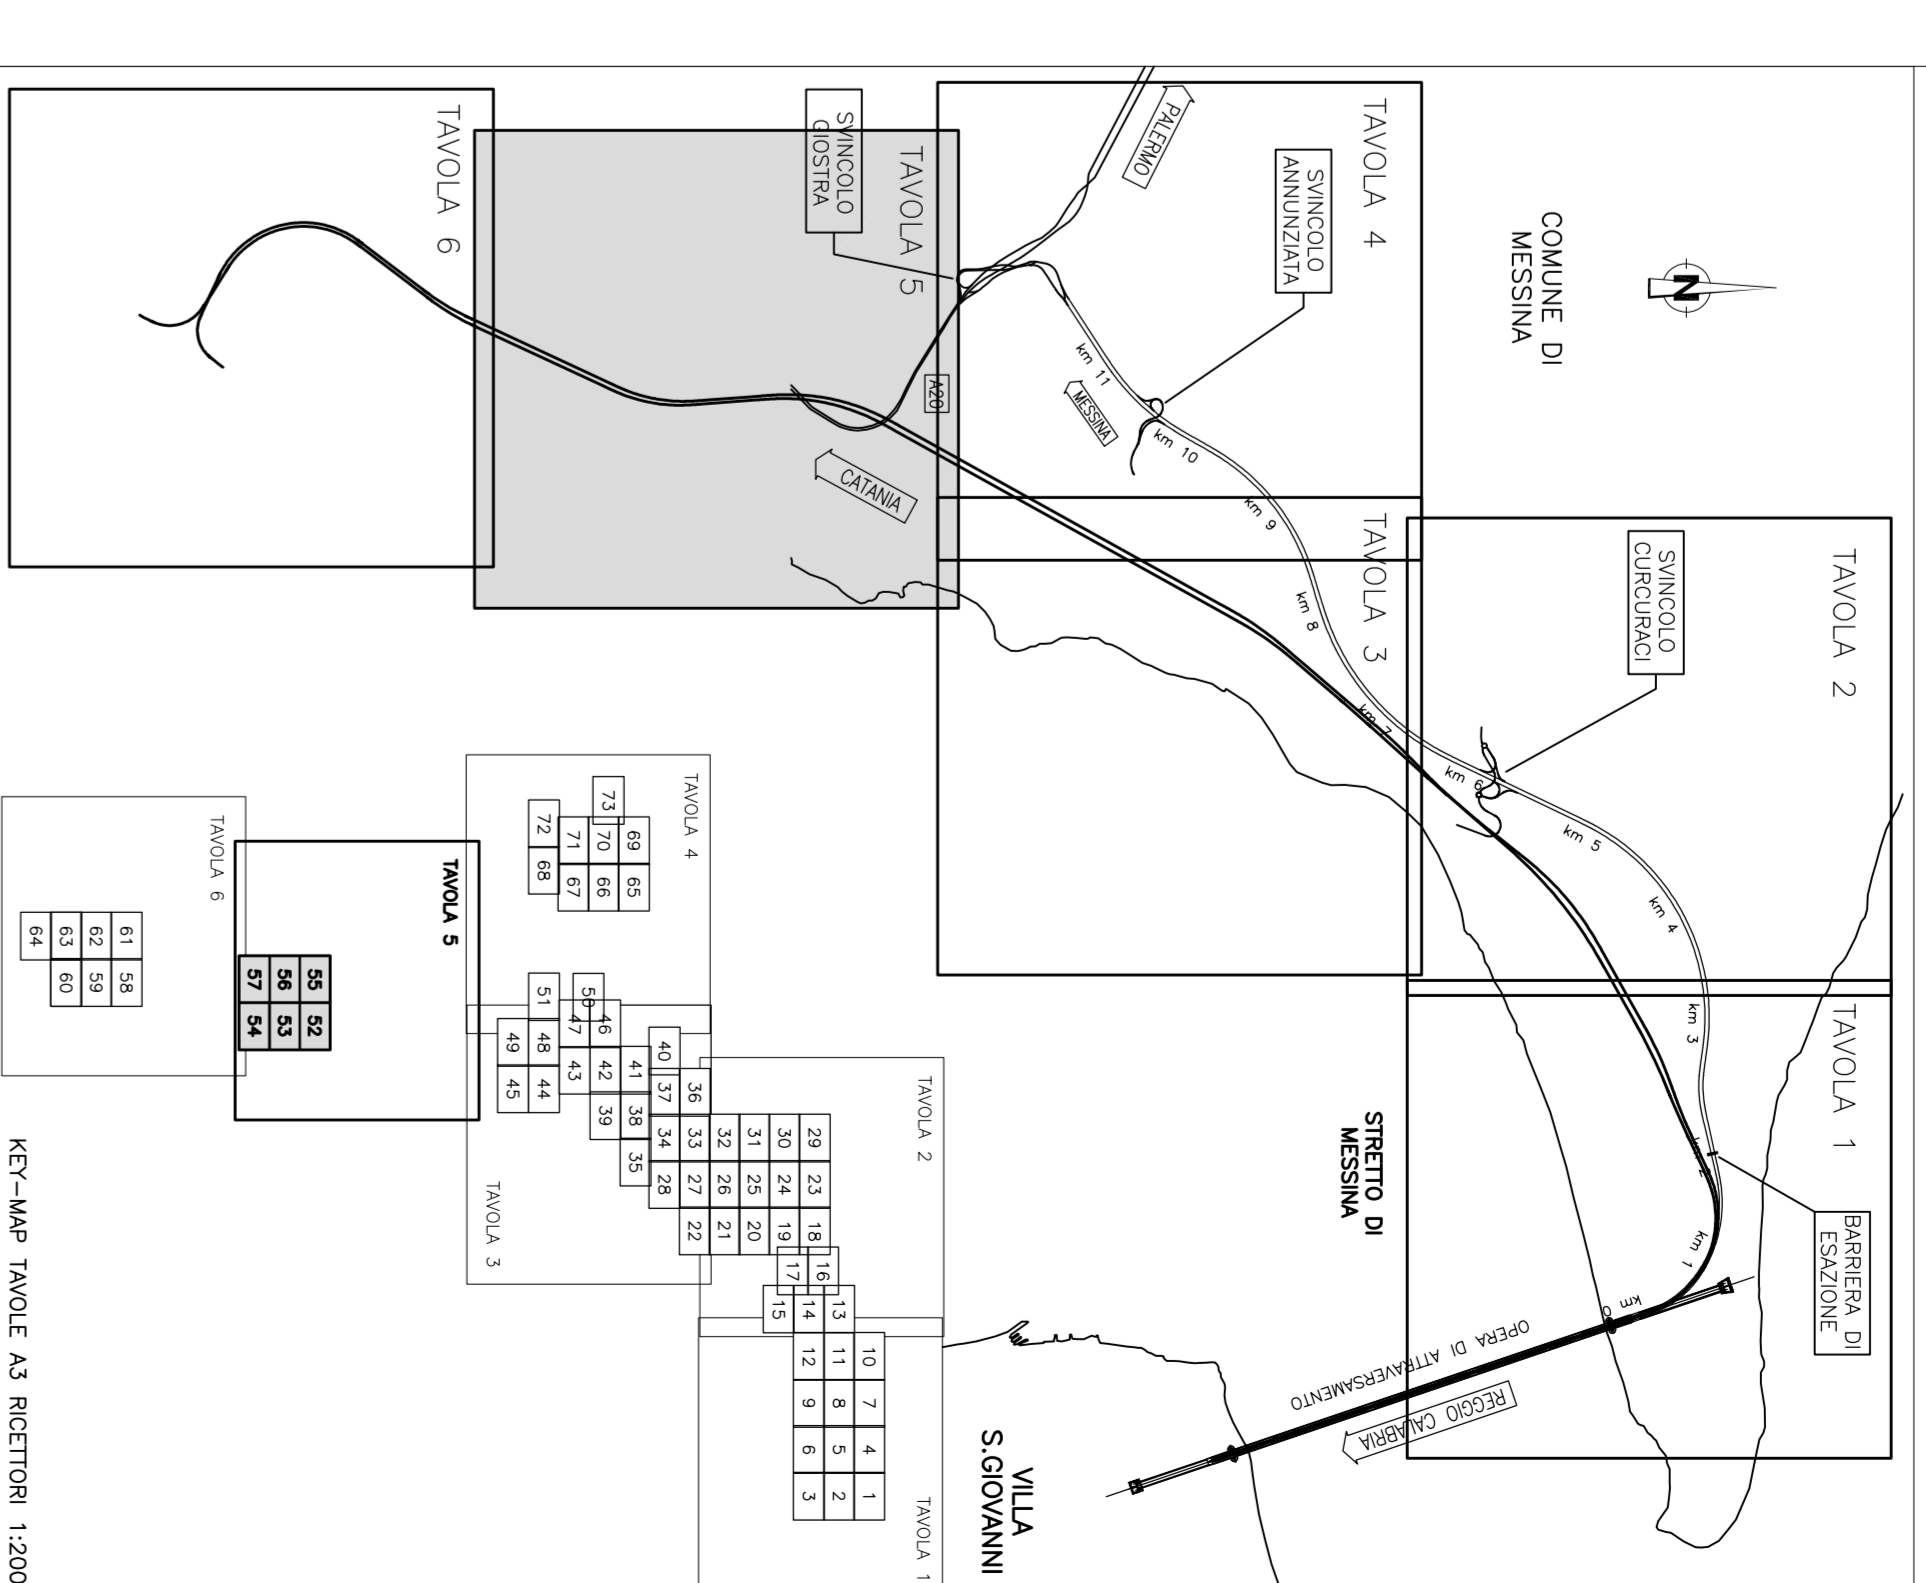 COMUNE DI
MESSINA
N
TAVOLA 2
TAVOLA 1
SVINCOLO
CURCURACI
BARRIERA DI
ESAZIONE
TAVOLA 4
SVINCOLO
ANNUNZIATA
PALERMO
TAVOLA 3
MESSINA
km 11
km 10
km 9
km 8
km 7
km 6
km 5
km 4
km 3
km 2
km 1
km 0
OPERA DI ATTRAVERSAMENTO
REGGIO CALABRIA
STRETTO DI
MESSINA
VILLA
S.GIOVANNI
TAVOLA 5
SVINCOLO
GIOSTRA
A20
CATANIA
TAVOLA 6
TAVOLA 2
TAVOLA 1
29 23 18
30 24 19
31 25 20
32 26 21
33 27 22
16
17
13 10 7 4 1
14 11 8 5 2
15 12 9 6 3
TAVOLA 4
73
69 65
70 66
71 67
72 68
36
40 37 34 28
41 38 35
50 46 42 39
47 43
51 48 44
49 45
TAVOLA 3
TAVOLA 5
55 52
56 53
57 54
TAVOLA 6
61 58
62 59
63 60
64
KEY-MAP TAVOLE A3 RICETTORI 1:200